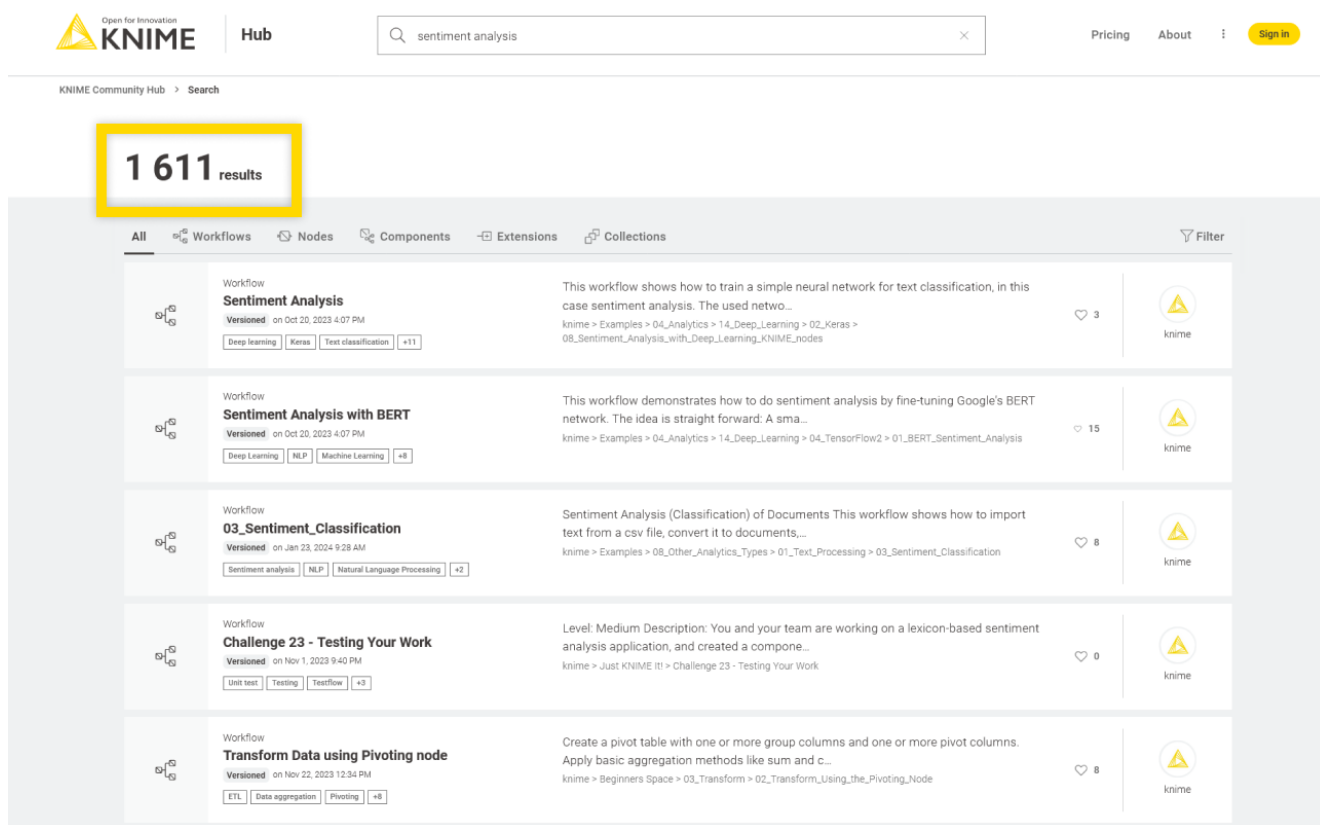 Open for Innovation
KNIME
Hub
sentiment analysis
Pricing
About
Sign in
KNIME Community Hub > Search
1 611 results
All
Workflows
Nodes
Components
Extensions
Collections
Filter
Workflow
Sentiment Analysis
Versioned on Oct 20, 2023 4:07 PM
Deep learning
Keras
Text classification
+11
This workflow shows how to train a simple neural network for text classification, in this
case sentiment analysis. The used netwo...
knime > Examples > 04_Analytics > 14_Deep_Learning > 02_Keras >
08_Sentiment_Analysis_with_Deep_Learning_KNIME_nodes
3
knime
Workflow
Sentiment Analysis with BERT
Versioned on Oct 20, 2023 4:07 PM
Deep Learning
NLP
Machine Learning
+8
This workflow demonstrates how to do sentiment analysis by fine-tuning Google's BERT
network. The idea is straight forward: A sma...
knime > Examples > 04_Analytics > 14_Deep_Learning > 04_TensorFlow2 > 01_BERT_Sentiment_Analysis
15
knime
Workflow
03_Sentiment_Classification
Versioned on Jan 23, 2024 9:28 AM
Sentiment analysis
NLP
Natural Language Processing
+2
Sentiment Analysis (Classification) of Documents This workflow shows how to import
text from a csv file, convert it to documents,...
knime > Examples > 08_Other_Analytics_Types > 01_Text_Processing > 03_Sentiment_Classification
8
knime
Workflow
Challenge 23 - Testing Your Work
Versioned on Nov 1, 2023 9:40 PM
Unit test
Testing
Testflow
+3
Level: Medium Description: You and your team are working on a lexicon-based sentiment
analysis application, and created a compone...
knime > Just KNIME It! > Challenge 23 - Testing Your Work
0
knime
Workflow
Transform Data using Pivoting node
Versioned on Nov 22, 2023 12:34 PM
ETL
Data aggregation
Pivoting
+8
Create a pivot table with one or more group columns and one or more pivot columns.
Apply basic aggregation methods like sum and c...
knime > Beginners Space > 03_Transform > 02_Transform_Using_the_Pivoting_Node
8
knime